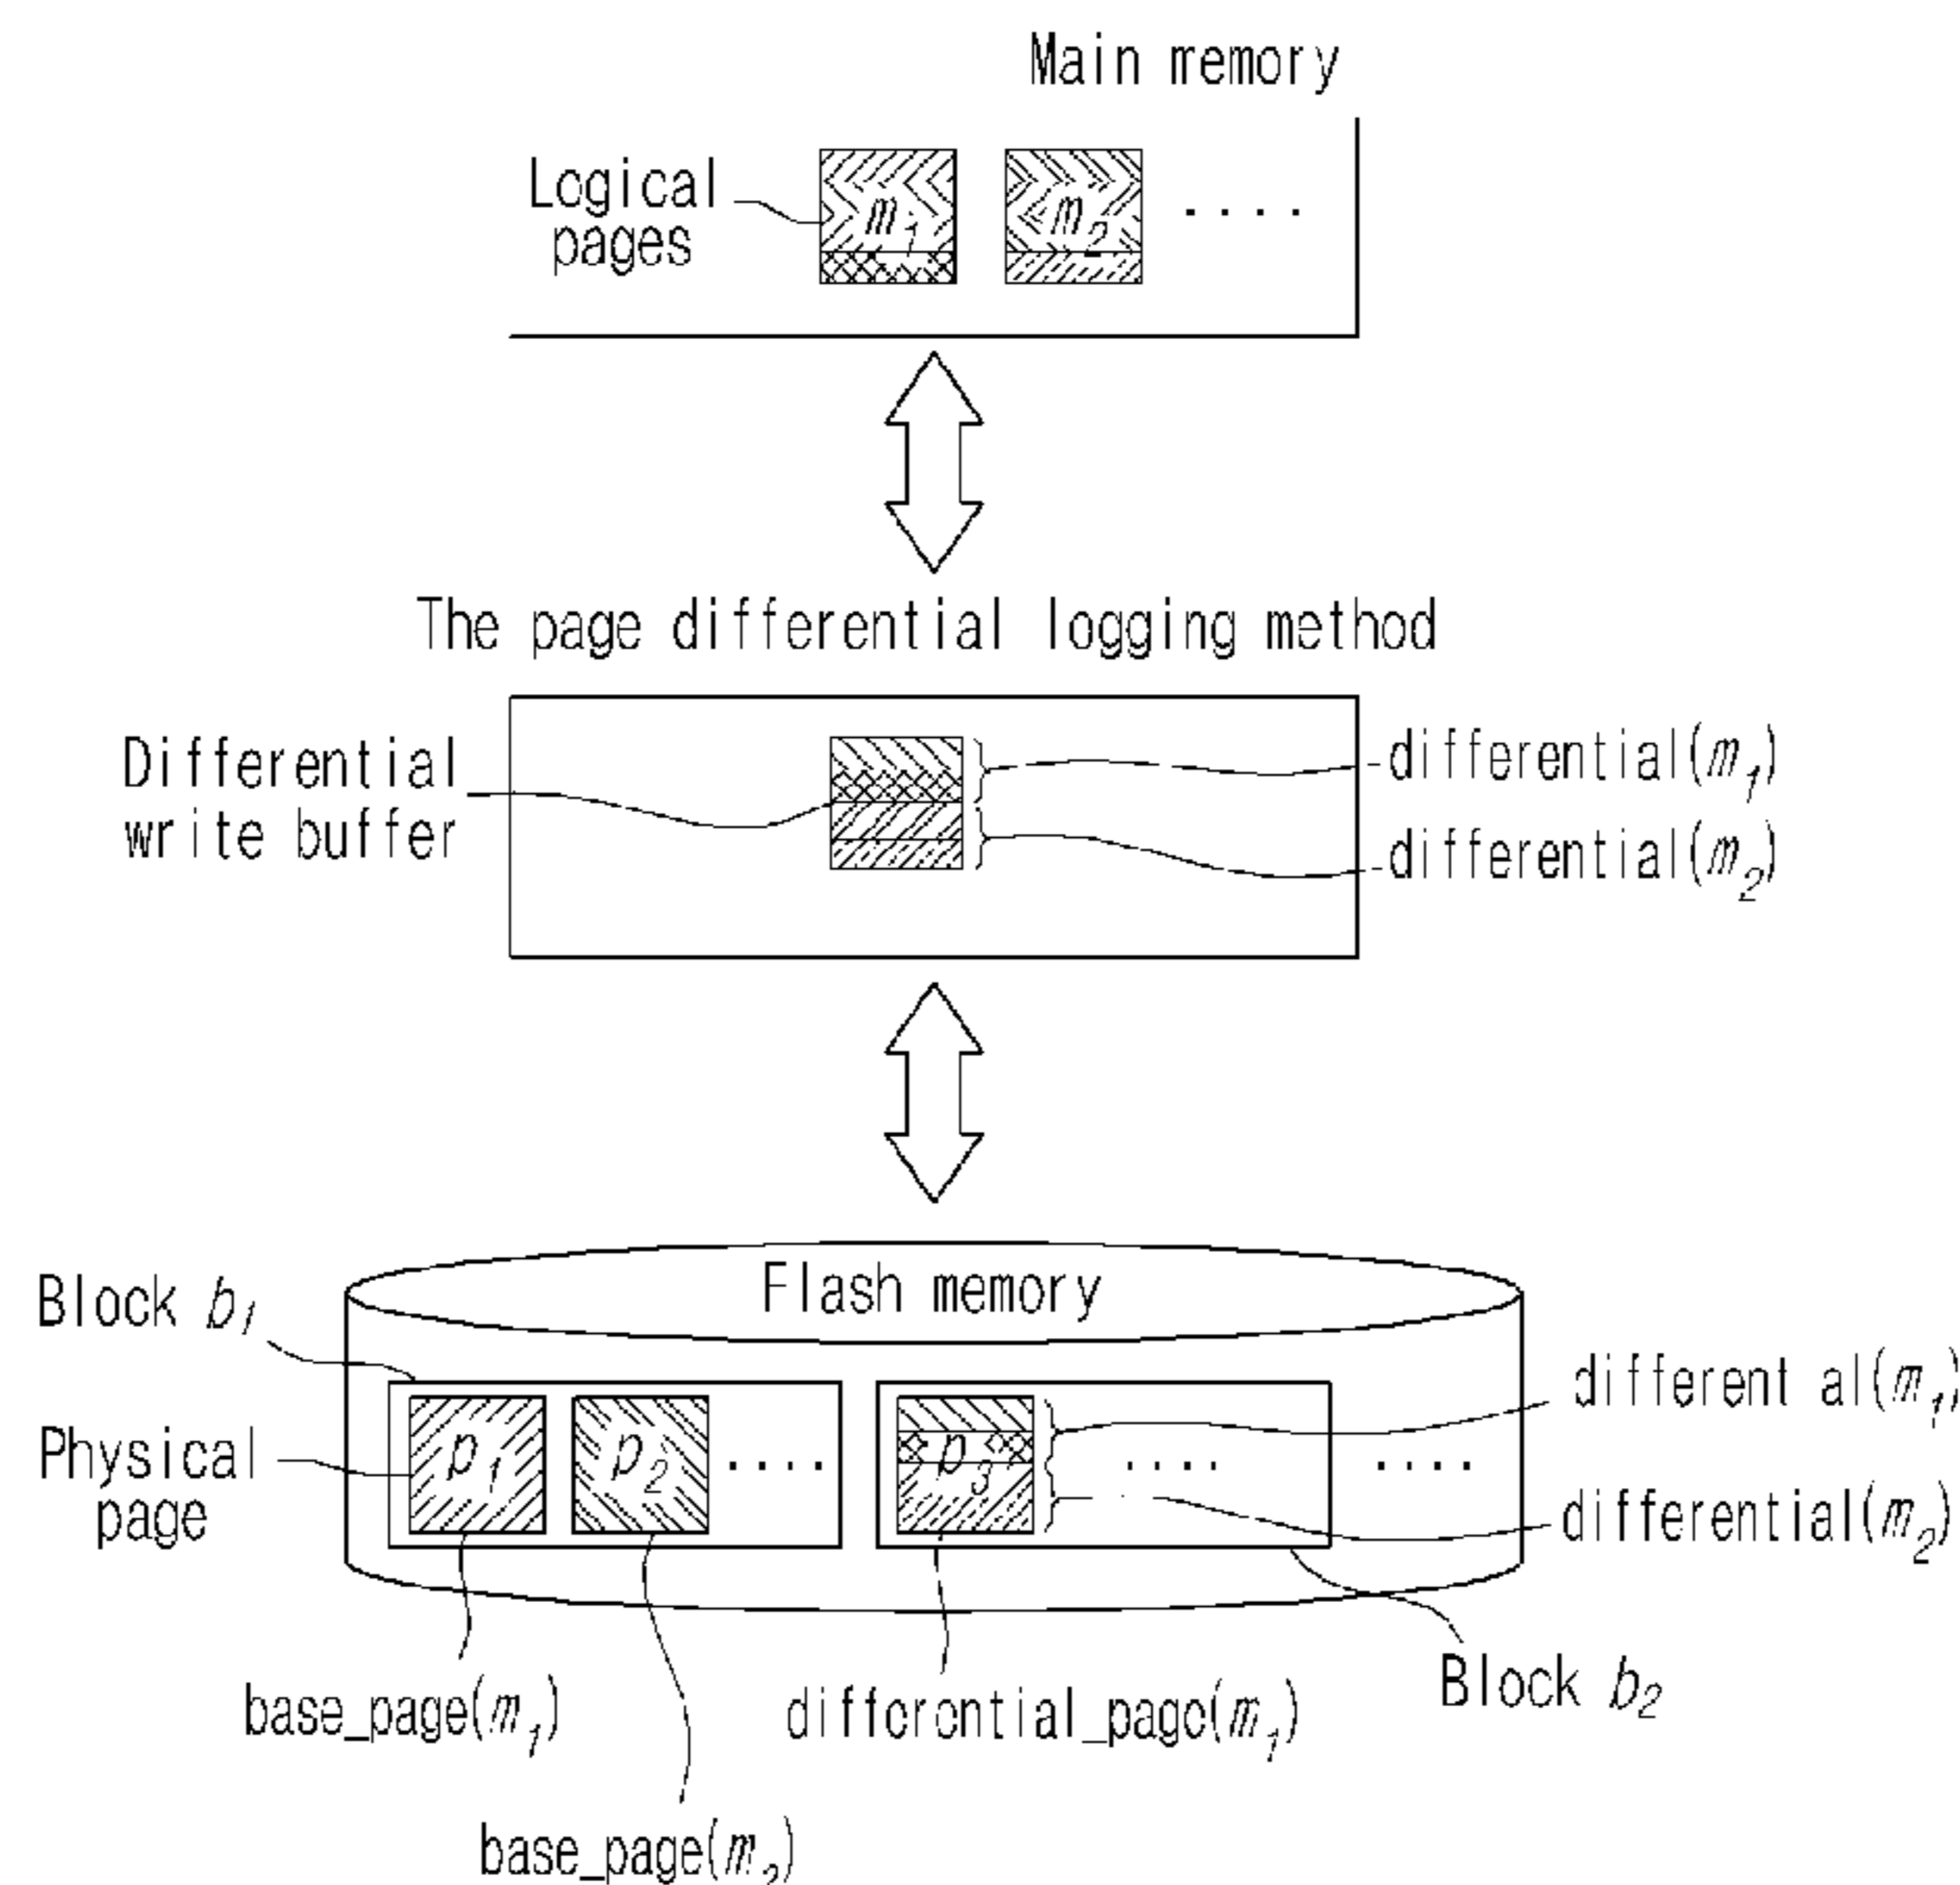 Main memory
Logical
pages
m1
m2
. . . .
The page differential logging method
Differential
write buffer
differential(m1)
differential(m2)
Flash memory
Block b1
Physical
page
p1
p2
. . . .
p3
. . . .
. . . .
different al(m1)
differential(m2)
base_page(m1)
differential_page(m1)
Block b2
base_page(m2)